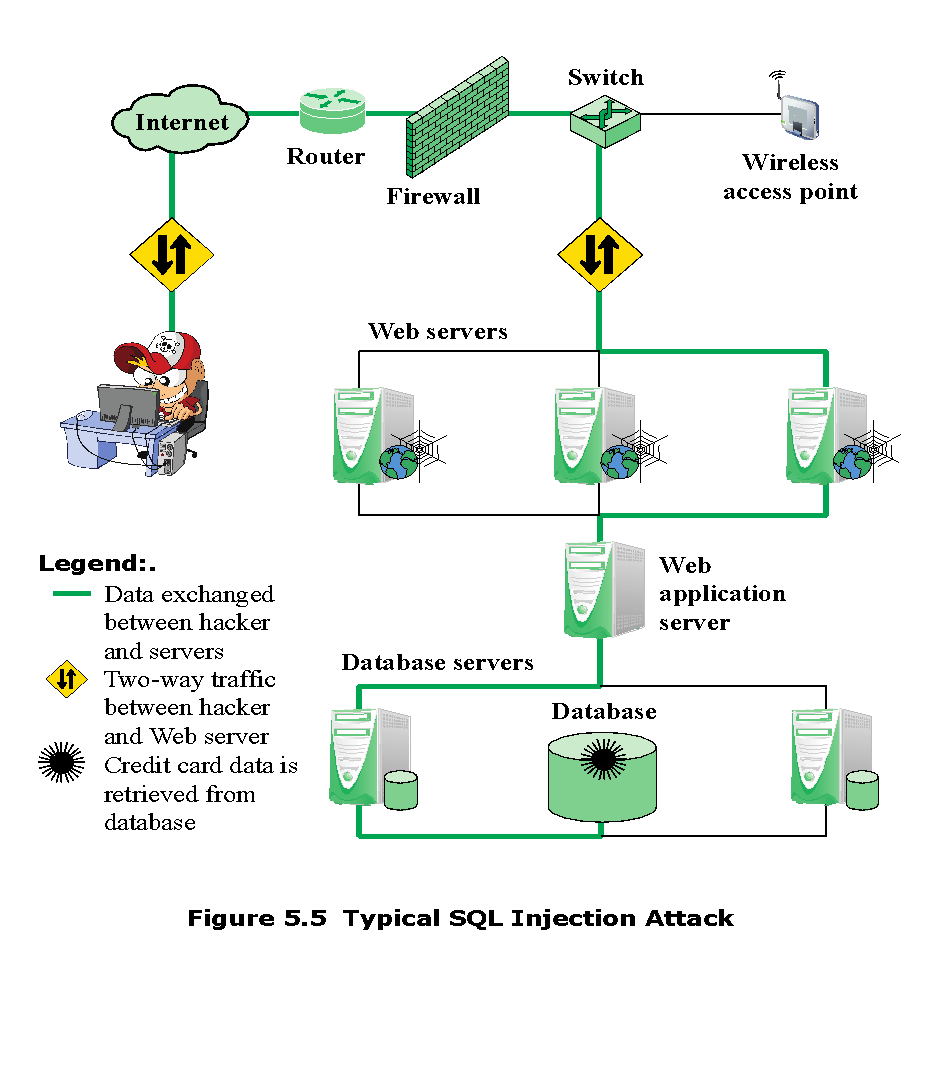 Switch
Internet
Router
Wireless
access point
Firewall
Web servers
Legend:.
Data exchanged
between hacker
and servers
Two-way traffic
between hacker
and Web server
Credit card data is
retrieved from
database
Web
application
server
Database servers
Database
Figure 5.5  Typical SQL Injection Attack